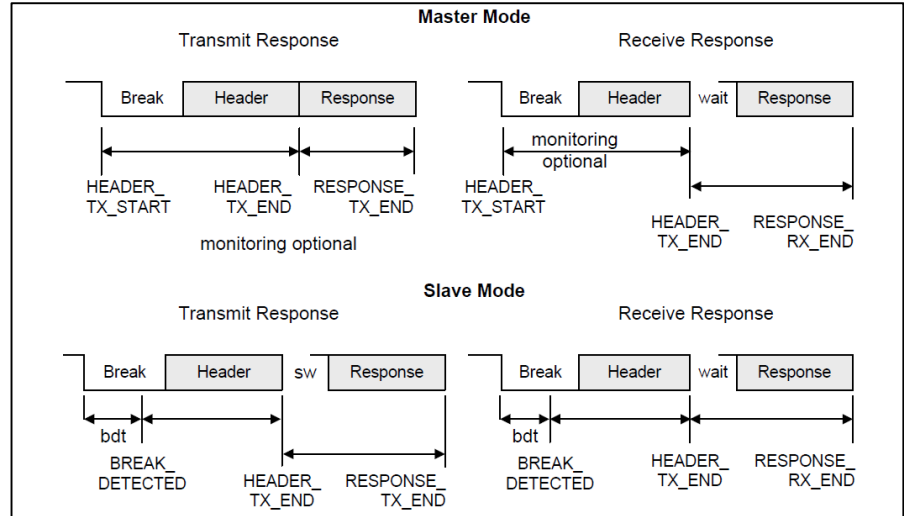 Master Mode
Transmit Response
Receive Response
Break
Header
Response
Break
Header
wait
Response
monitoring
optional
HEADER_
TX_START
HEADER_
TX_END
RESPONSE_
TX_END
HEADER_
TX_START
monitoring optional
HEADER_
TX_END
RESPONSE_
RX_END
Slave Mode
Transmit Response
Receive Response
Break
Header
sw
Response
Break
Header
wait
Response
bdt
bdt
BREAK_
DETECTED
HEADER_
TX_END
RESPONSE_
TX_END
BREAK_
DETECTED
HEADER_
TX_END
RESPONSE_
RX_END